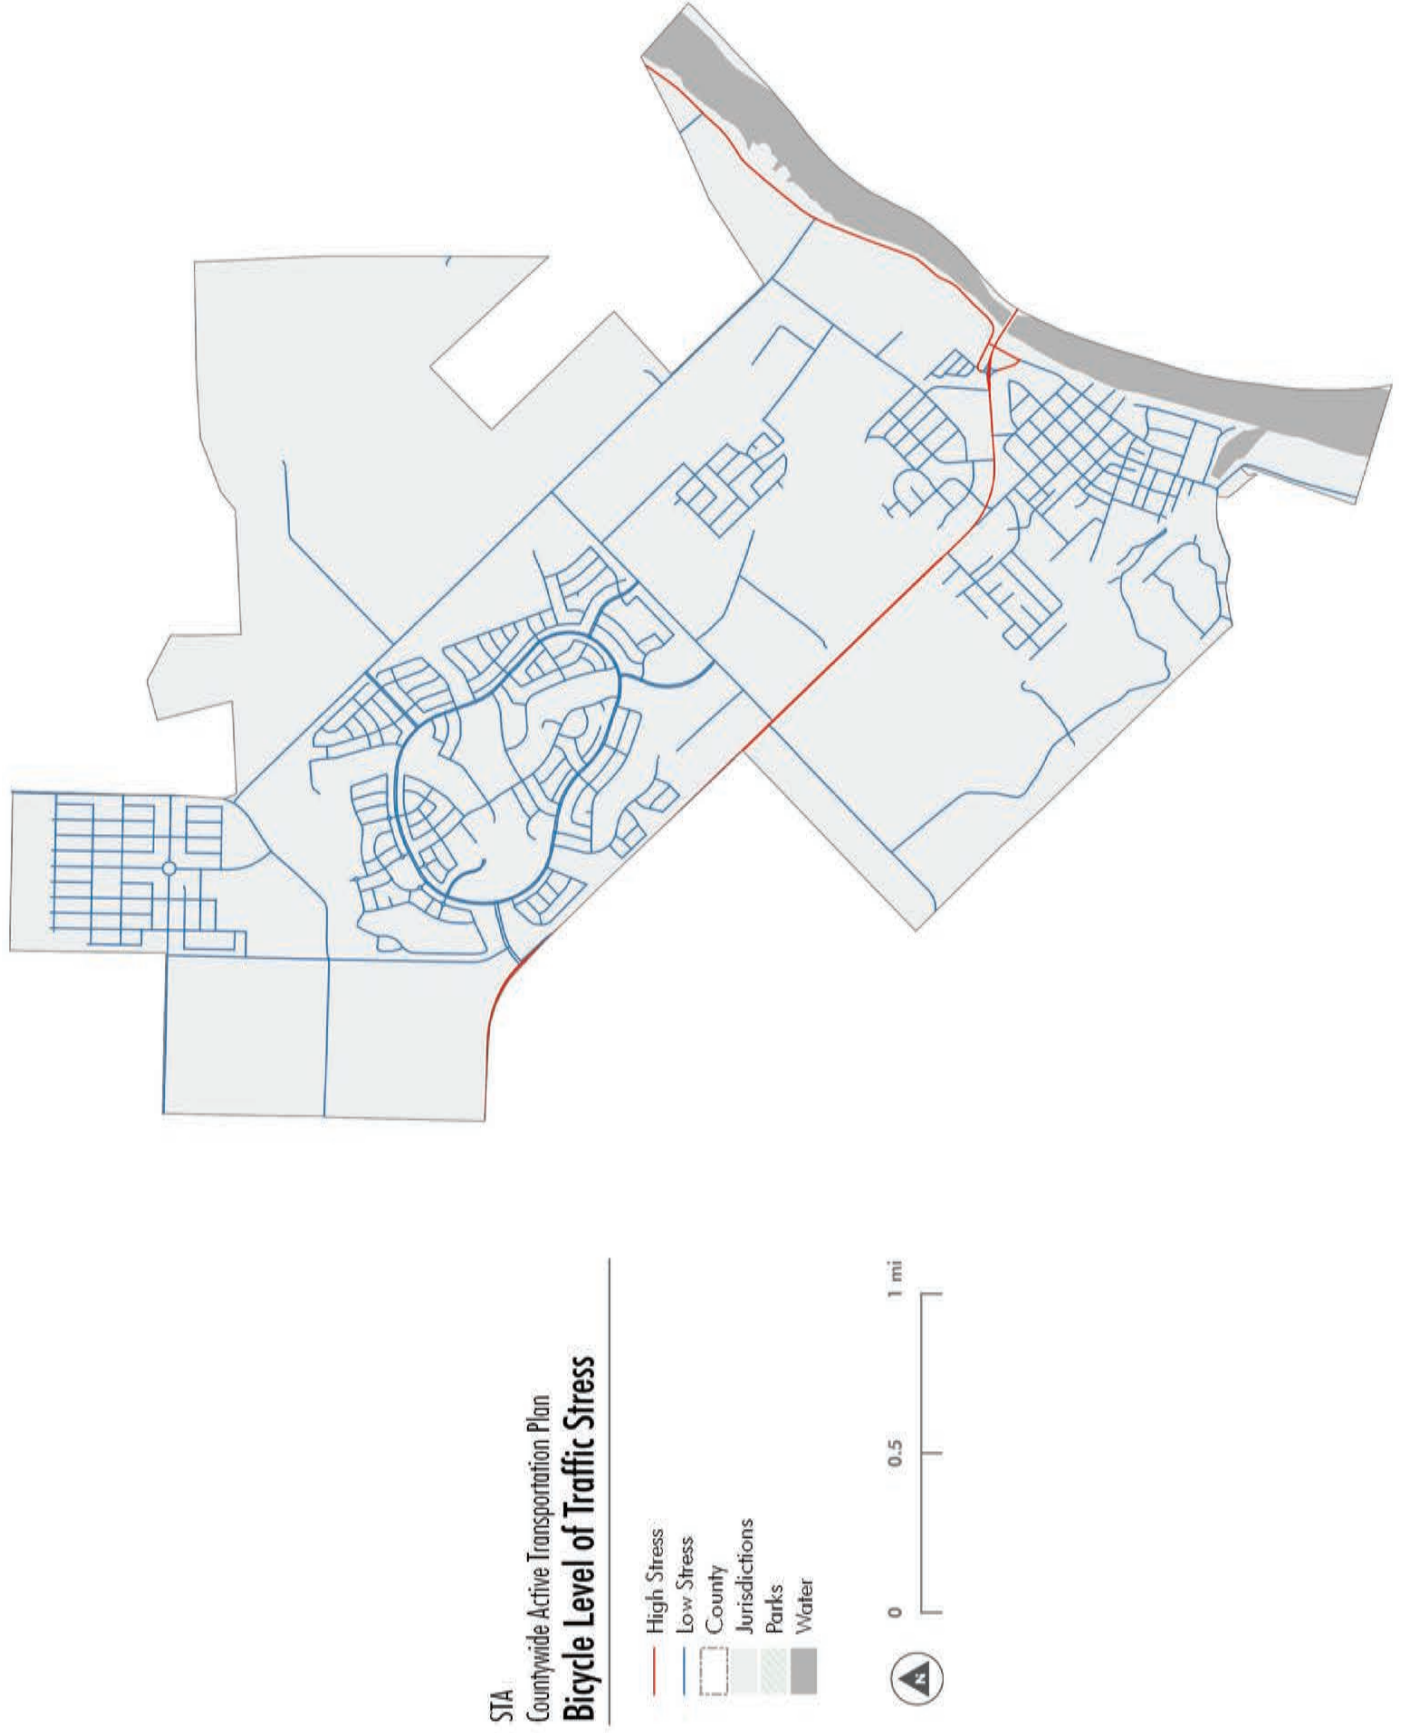 STA
Countywide Active Transportation Plan
Bicycle Level of Traffic Stress
High Stress
Low Stress
County
Jurisdictions
Parks
Water
N
0 0.5 1 mi